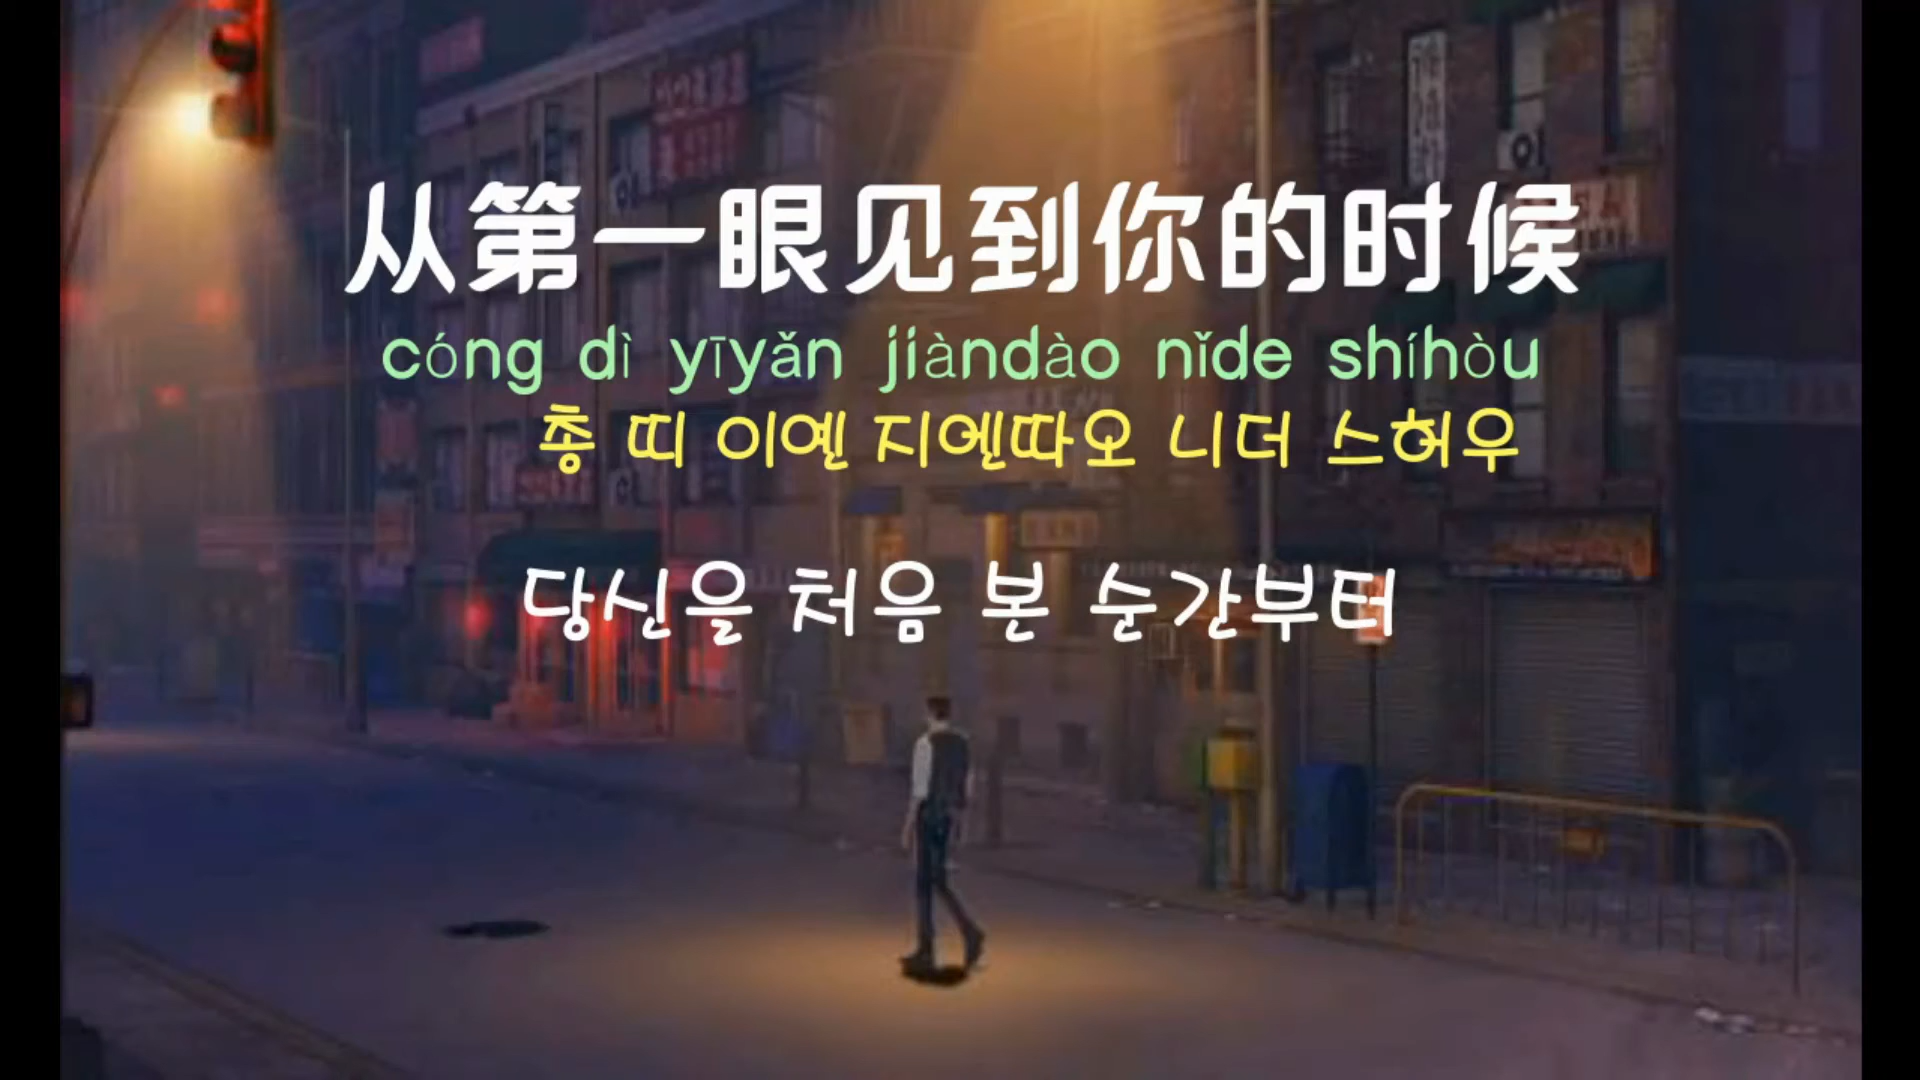 从第一眼见到你的时候
cóng dì yīyǎn jiàndào nǐde shíhòu
총 띠 이옌 지엔따오 니더 스허우
당신을 처음 본 순간부터